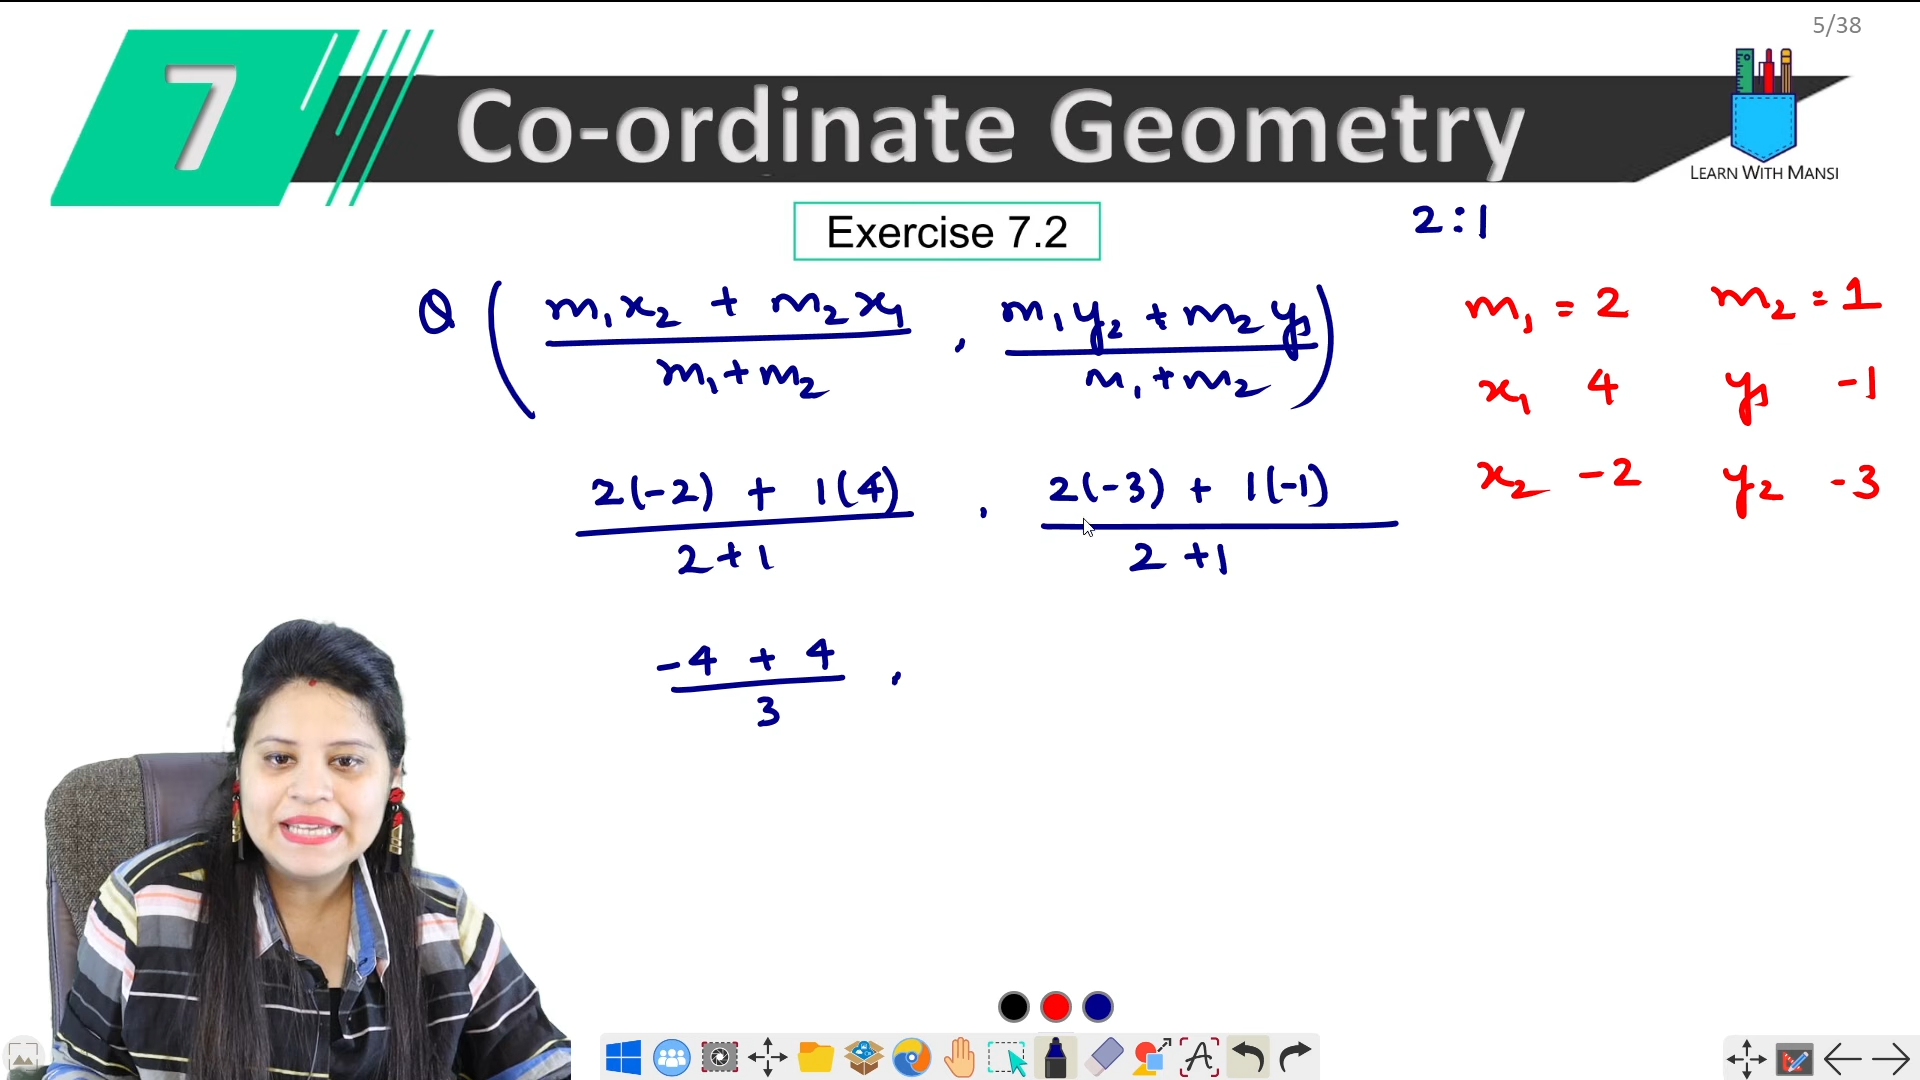 5/38
7 Co-ordinate Geometry
LEARN WITH MANSI
Exercise 7.2
2:1
Q ( m₁x₂ + m₂x₁ / m₁+m₂ , m₁y₂ + m₂y₁ / m₁+m₂ )
m₁ = 2 m₂ = 1
x₁ 4 y₁ -1
x₂ -2 y₂ -3
2(-2) + 1(4) / 2+1 , 2(-3) + 1(-1) / 2+1
-4 + 4 / 3 ,